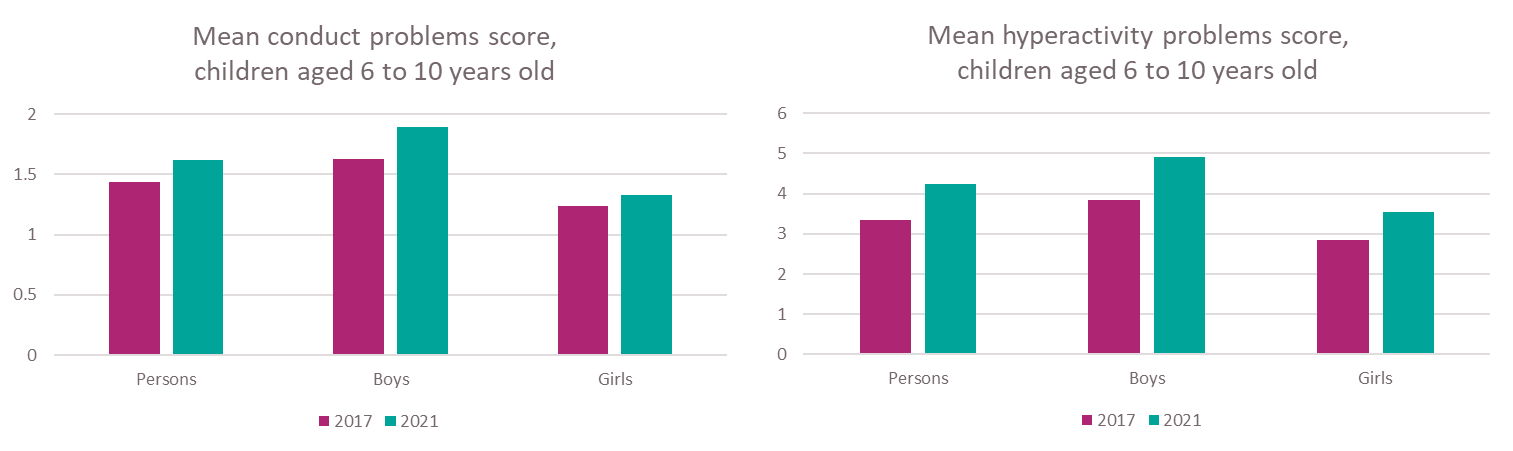 Mean conduct problems score,
children aged 6 to 10 years old
2
1.5
1
0.5
0
Persons Boys Girls
2017 2021
Mean hyperactivity problems score,
children aged 6 to 10 years old
6
5
4
3
2
1
0
Persons Boys Girls
2017 2021